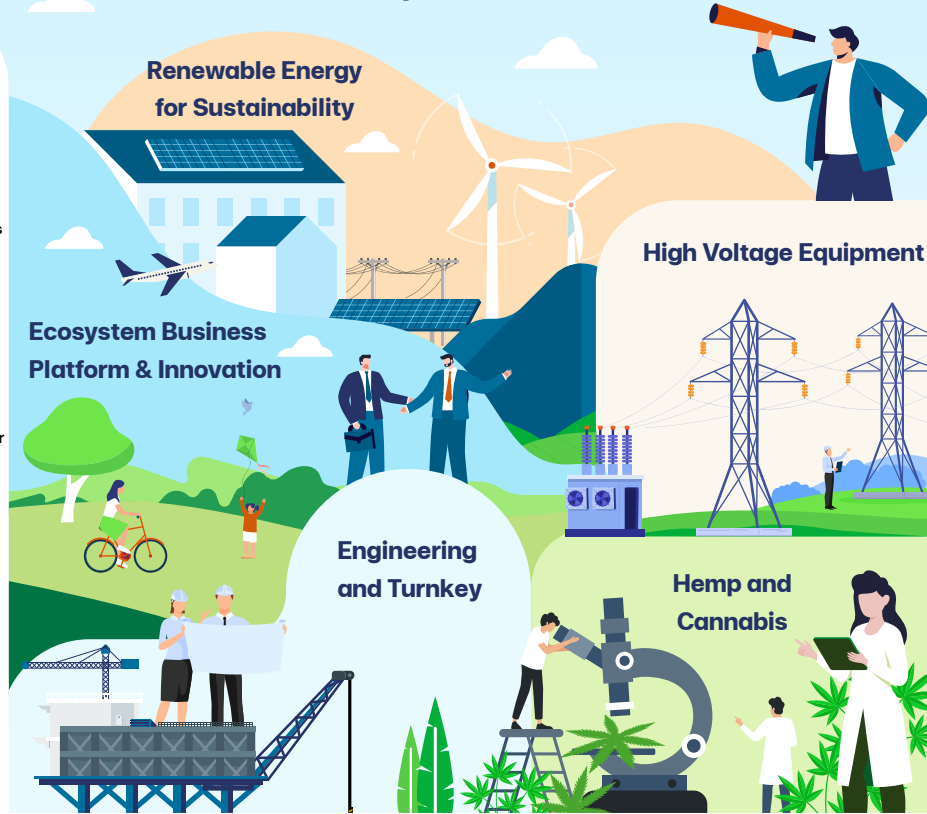 Renewable Energy
for Sustainability
High Voltage Equipment
Ecosystem Business
Platform & Innovation
Engineering
and Turnkey
Hemp and
Cannabis